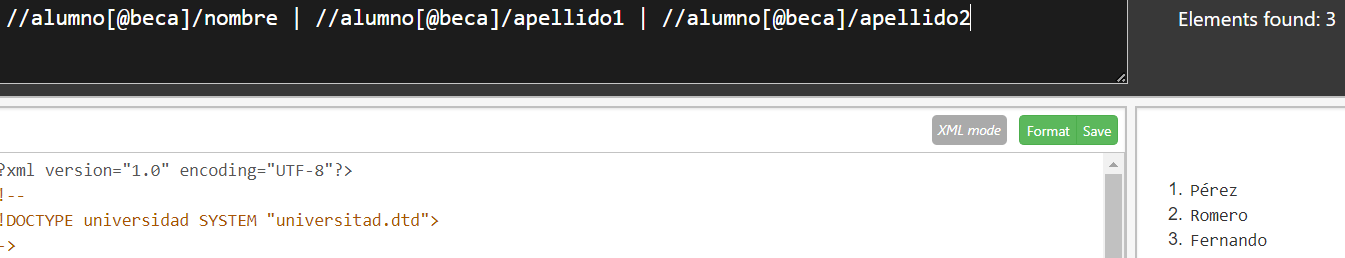 //alumno[@beca]/nombre | //alumno[@beca]/apellido1 | //alumno[@beca]/apellido2
Elements found: 3
XML mode
Format
Save
?xml version="1.0" encoding="UTF-8"?>
!--
!DOCTYPE universidad SYSTEM "universitad.dtd">
->
1. Pérez
2. Romero
3. Fernando